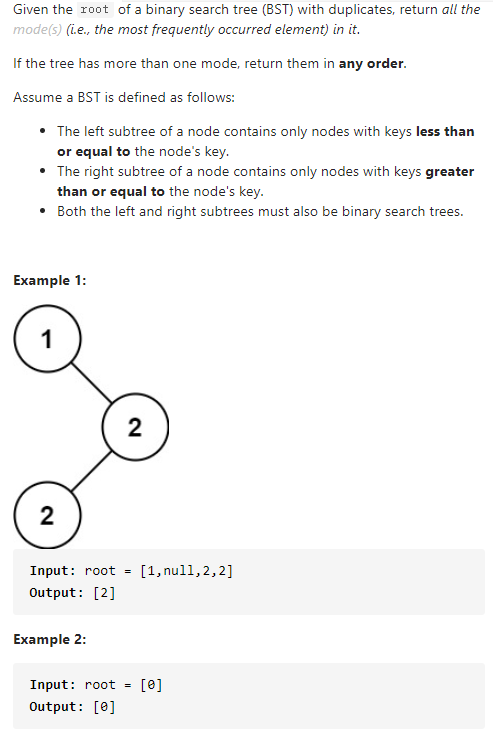 Given the root of a binary search tree (BST) with duplicates, return all the
mode(s) (i.e., the most frequently occurred element) in it.
If the tree has more than one mode, return them in any order.
Assume a BST is defined as follows:
• The left subtree of a node contains only nodes with keys less than
or equal to the node's key.
• The right subtree of a node contains only nodes with keys greater
than or equal to the node's key.
• Both the left and right subtrees must also be binary search trees.
Example 1:
1
2
2
Input: root = [1,null,2,2]
Output: [2]
Example 2:
Input: root = [0]
Output: [0]